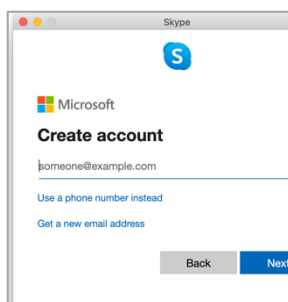 Skype
S
Microsoft
Create account
someone@example.com
Use a phone number instead
Get a new email address
Back
Next